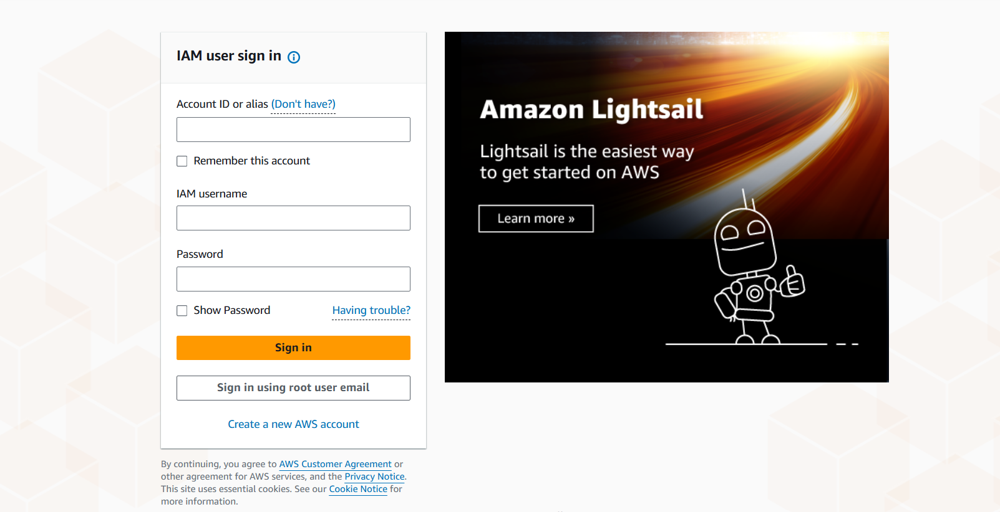 IAM user sign in
Account ID or alias (Don't have?)
Remember this account
IAM username
Password
Show Password
Having trouble?
Sign in
Sign in using root user email
Create a new AWS account
By continuing, you agree to AWS Customer Agreement or
other agreement for AWS services, and the Privacy Notice.
This site uses essential cookies. See our Cookie Notice for
more information.
Amazon Lightsail
Lightsail is the easiest way
to get started on AWS
Learn more »